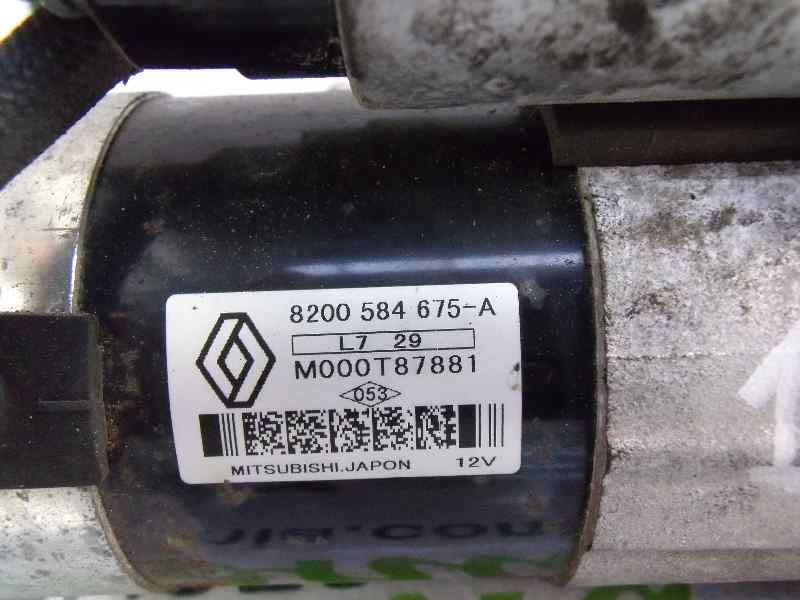 8200 584 675-A
L7 29
M000T87881
053
MITSUBISHI.JAPON 12V